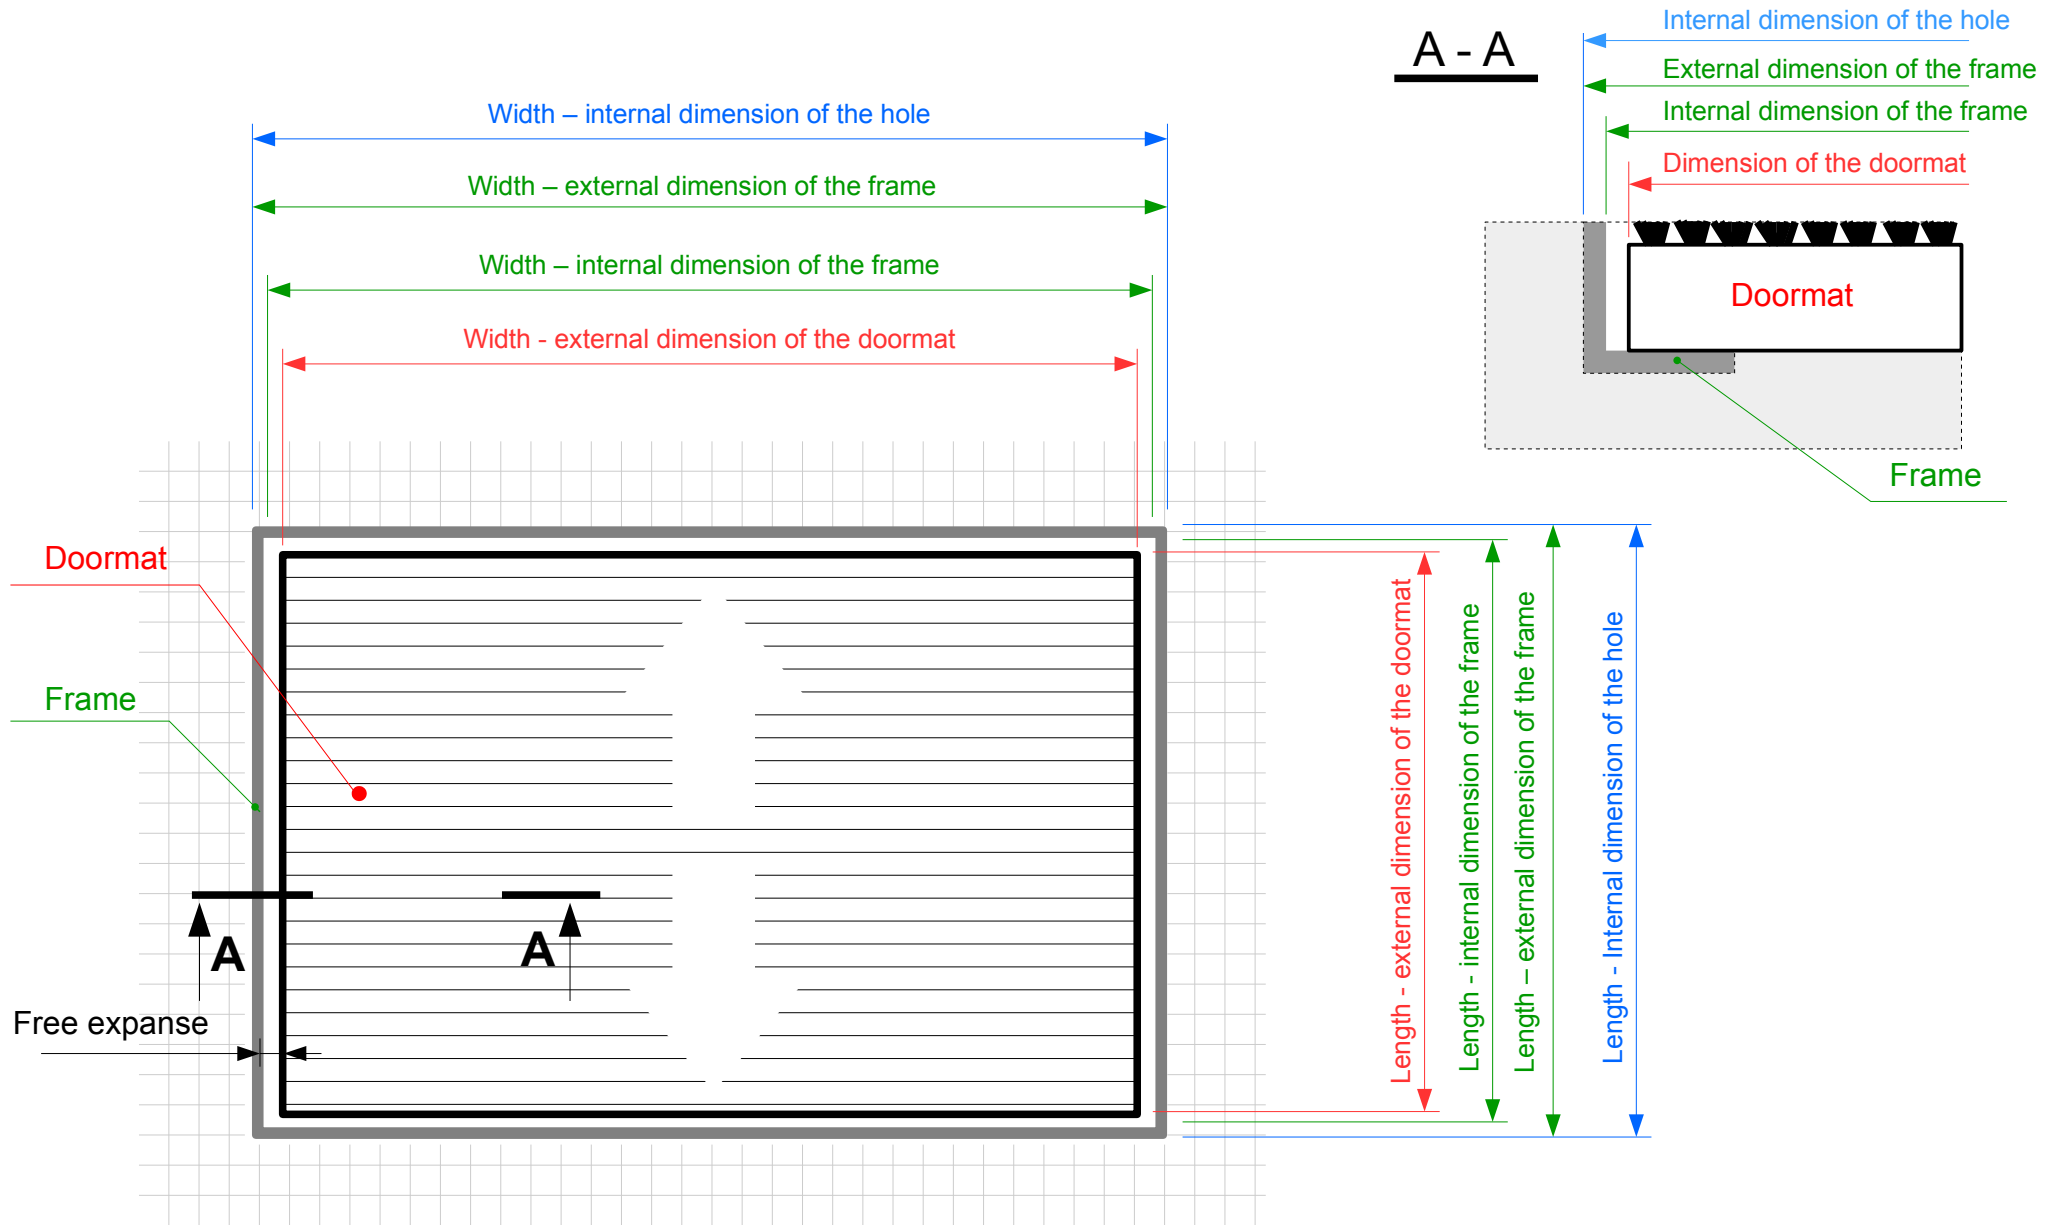 Internal dimension of the hole
A - A
External dimension of the frame
Internal dimension of the frame
Width – internal dimension of the hole
Dimension of the doormat
Width – external dimension of the frame
Width – internal dimension of the frame
Doormat
Width - external dimension of the doormat
Frame
Doormat
Frame
Length - external dimension of the doormat
Length - internal dimension of the frame
Length – external dimension of the frame
Length - Internal dimension of the hole
A
A
Free expanse